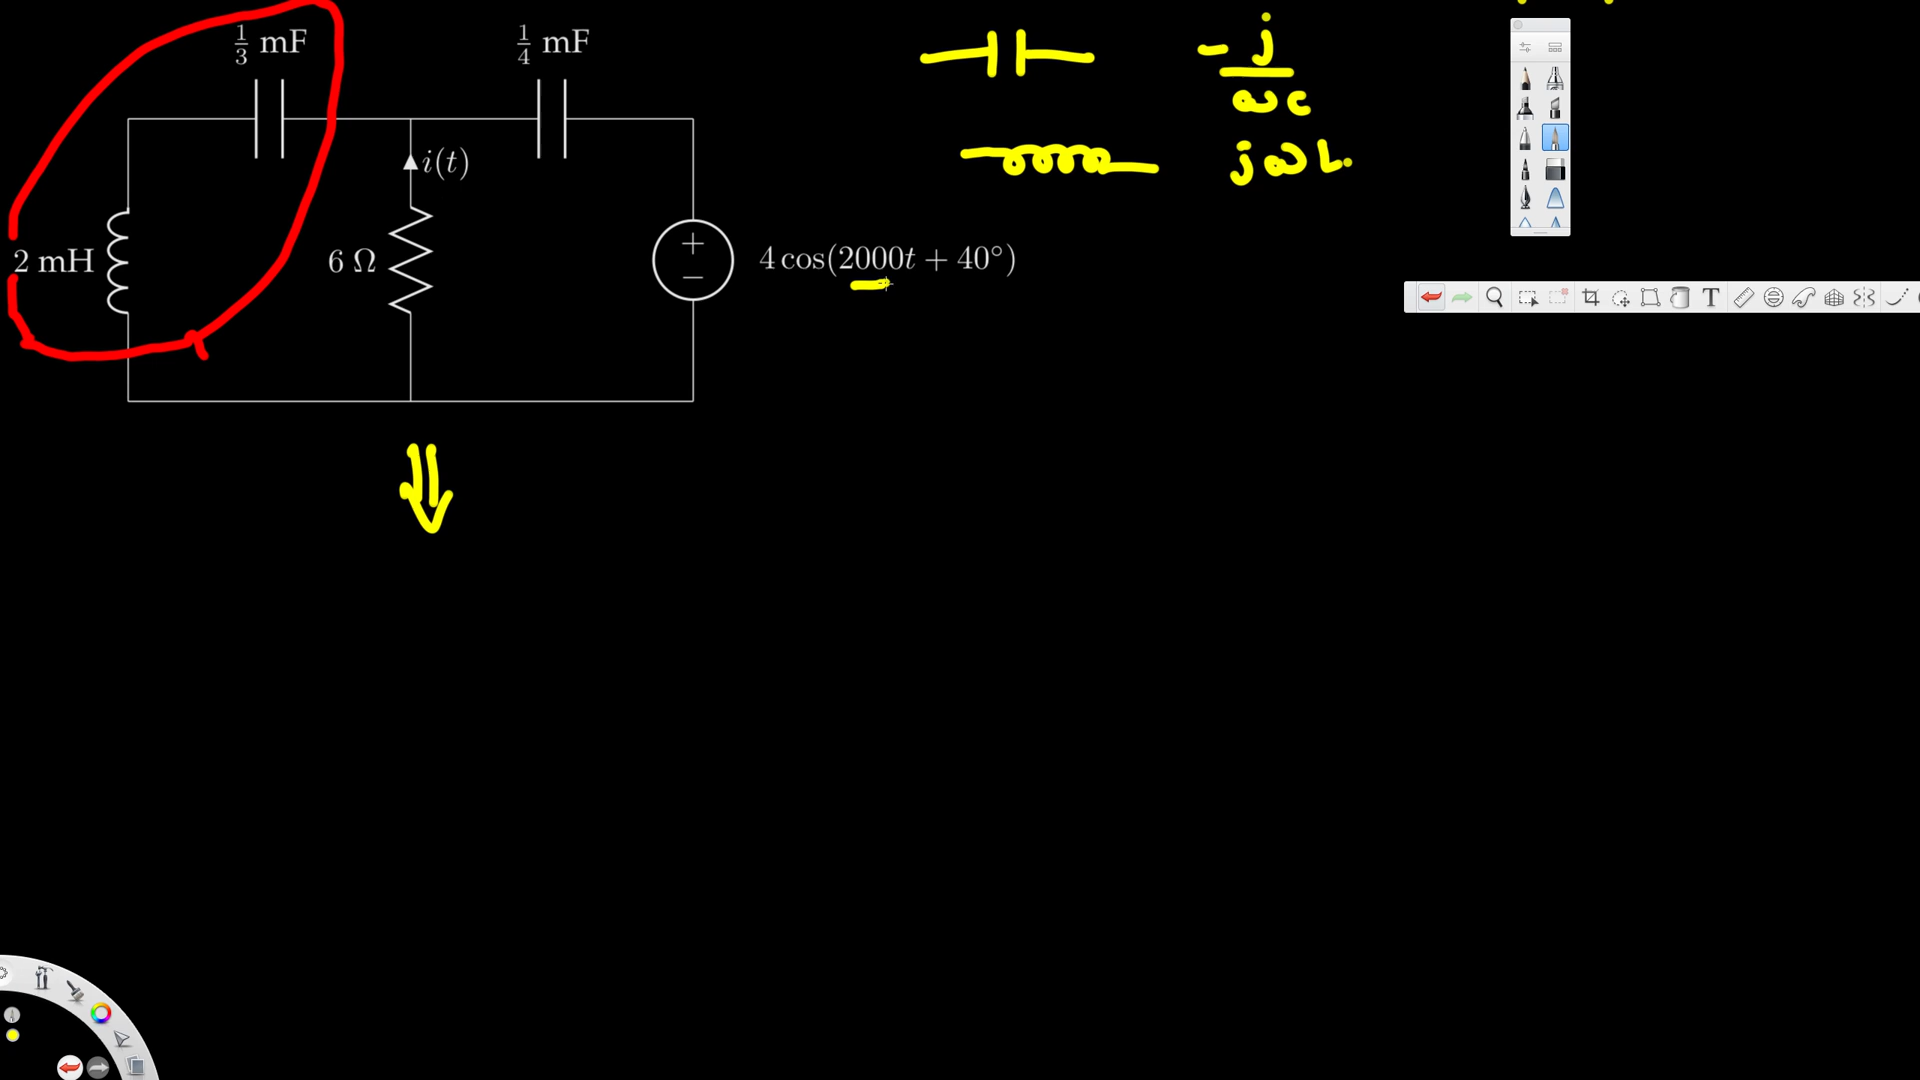 1/3 mF
1/4 mF
i(t)
2 mH
6 Ω
+
−
4 cos(2000t + 40°)
- j/ωc
jωL.
T